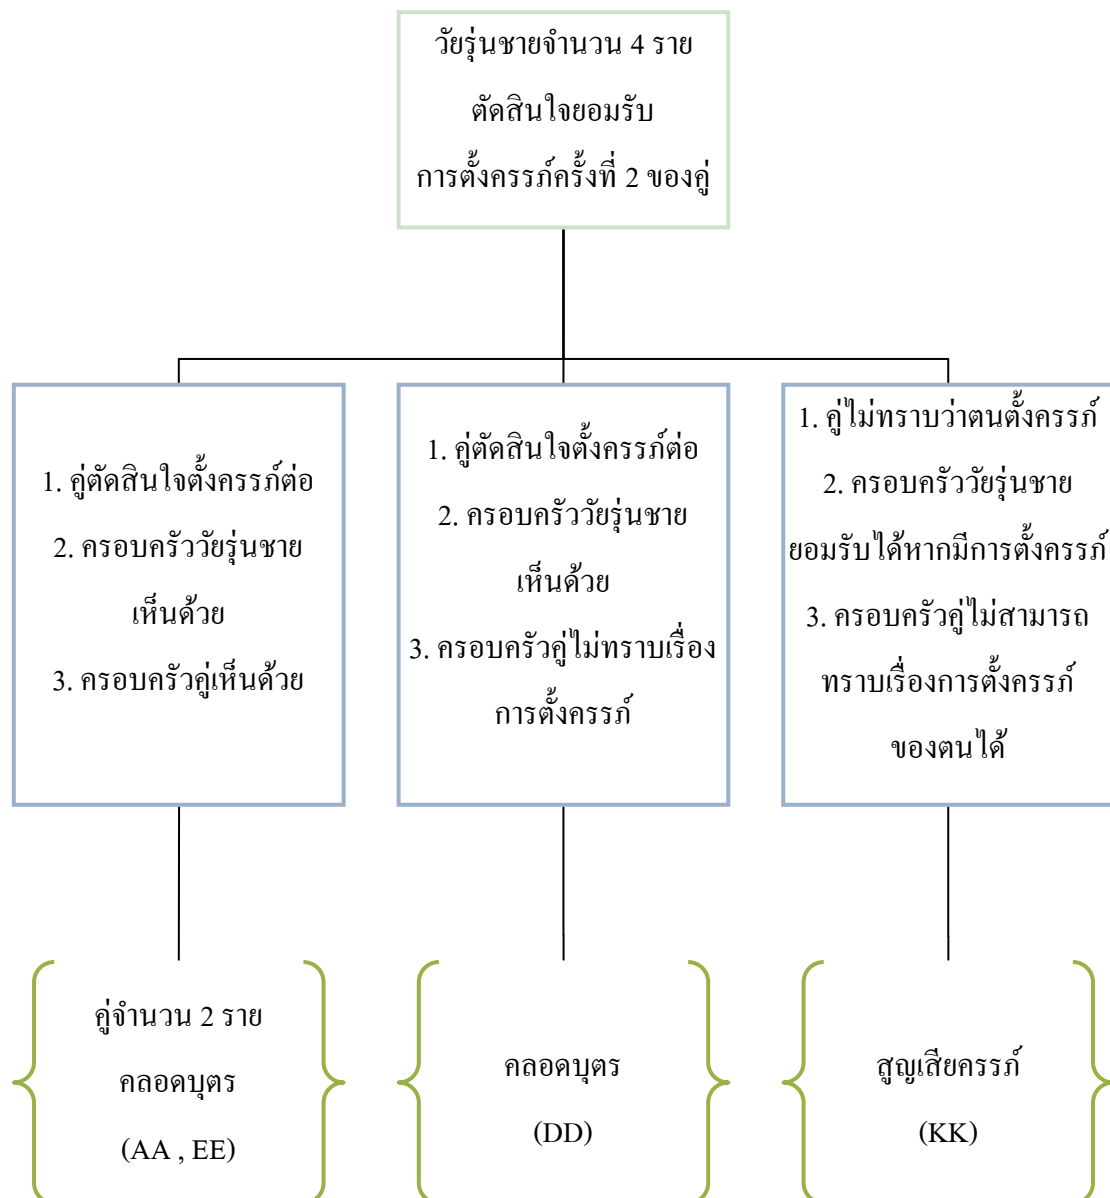 วัยรุ่นชายจำนวน 4 ราย
ตัดสินใจยอมรับ
การตั้งครรภ์ครั้งที่ 2 ของคู่
1. คู่ตัดสินใจตั้งครรภ์ต่อ
2. ครอบครัววัยรุ่นชาย
เห็นด้วย
3. ครอบครัวคู่เห็นด้วย
1. คู่ตัดสินใจตั้งครรภ์ต่อ
2. ครอบครัววัยรุ่นชาย
เห็นด้วย
3. ครอบครัวคู่ไม่ทราบเรื่อง
การตั้งครรภ์
1. คู่ไม่ทราบว่าตนตั้งครรภ์
2. ครอบครัววัยรุ่นชาย
ยอมรับได้หากมีการตั้งครรภ์
3. ครอบครัวคู่ไม่สามารถ
ทราบเรื่องการตั้งครรภ์
ของตนได้
คู่จำนวน 2 ราย
คลอดบุตร
(AA , EE)
คลอดบุตร
(DD)
สูญเสียครรภ์
(KK)